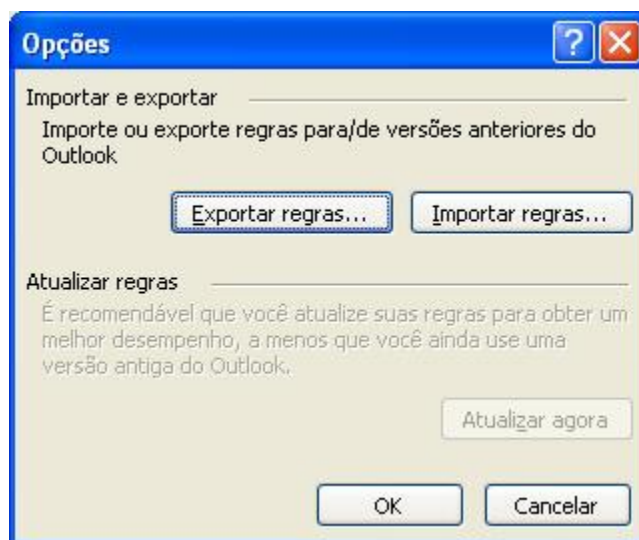 Opções
Importar e exportar
Importe ou exporte regras para/de versões anteriores do
Outlook
Exportar regras... Importar regras...
Atualizar regras
É recomendável que você atualize suas regras para obter um
melhor desempenho, a menos que você ainda use uma
versão antiga do Outlook.
Atualizar agora
OK Cancelar